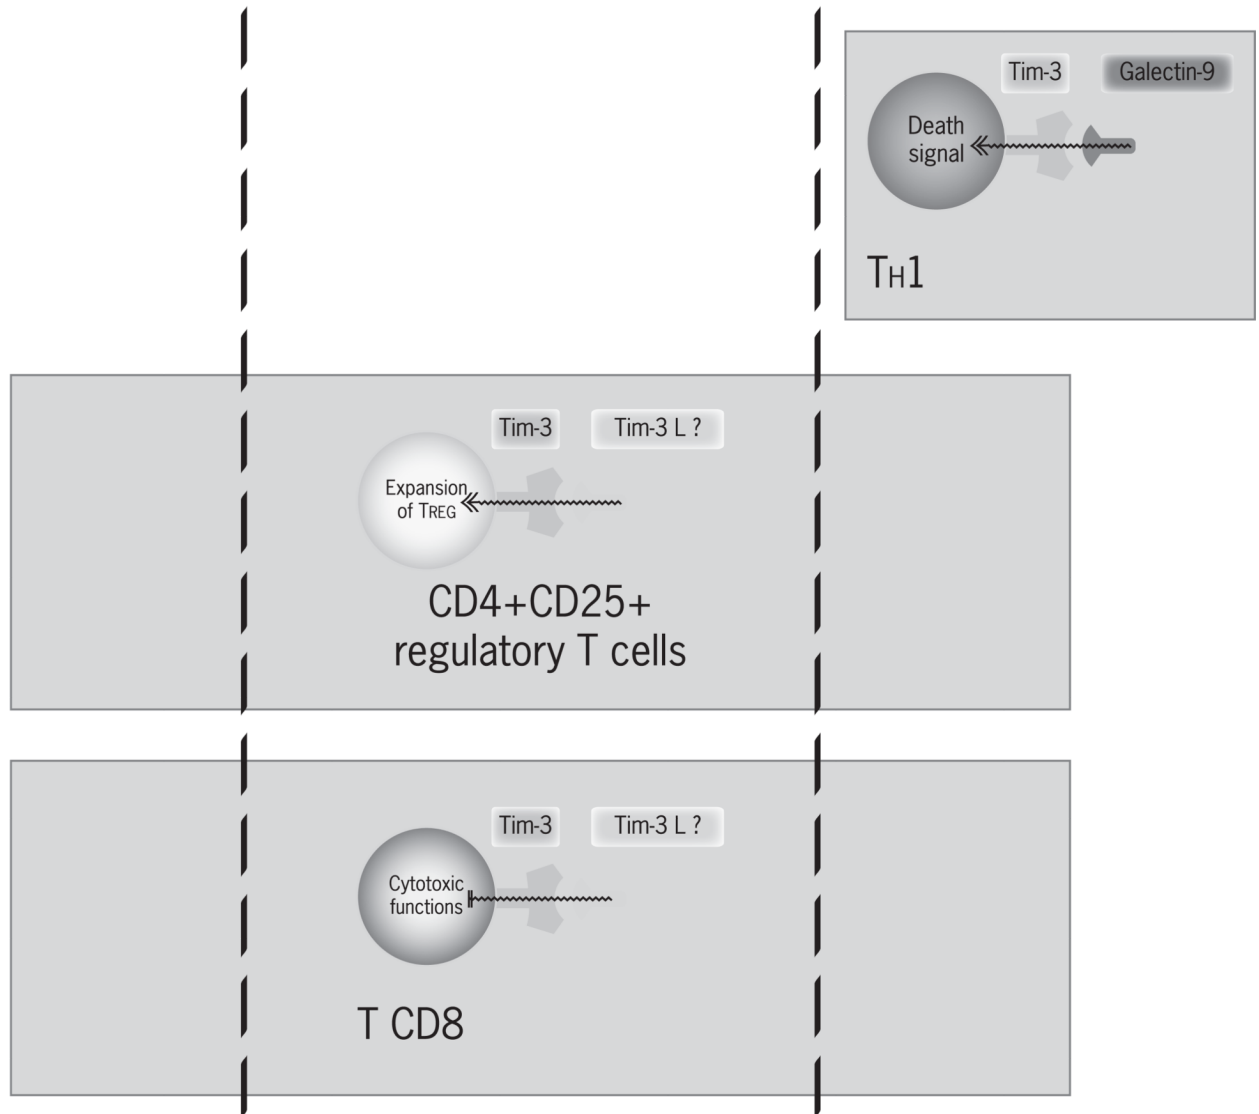 Tim-3
Galectin-9
Death
signal
TH1
Tim-3
Tim-3 L ?
Expansion
of TREG
CD4+CD25+
regulatory T cells
Tim-3
Tim-3 L ?
Cytotoxic
functions
T CD8